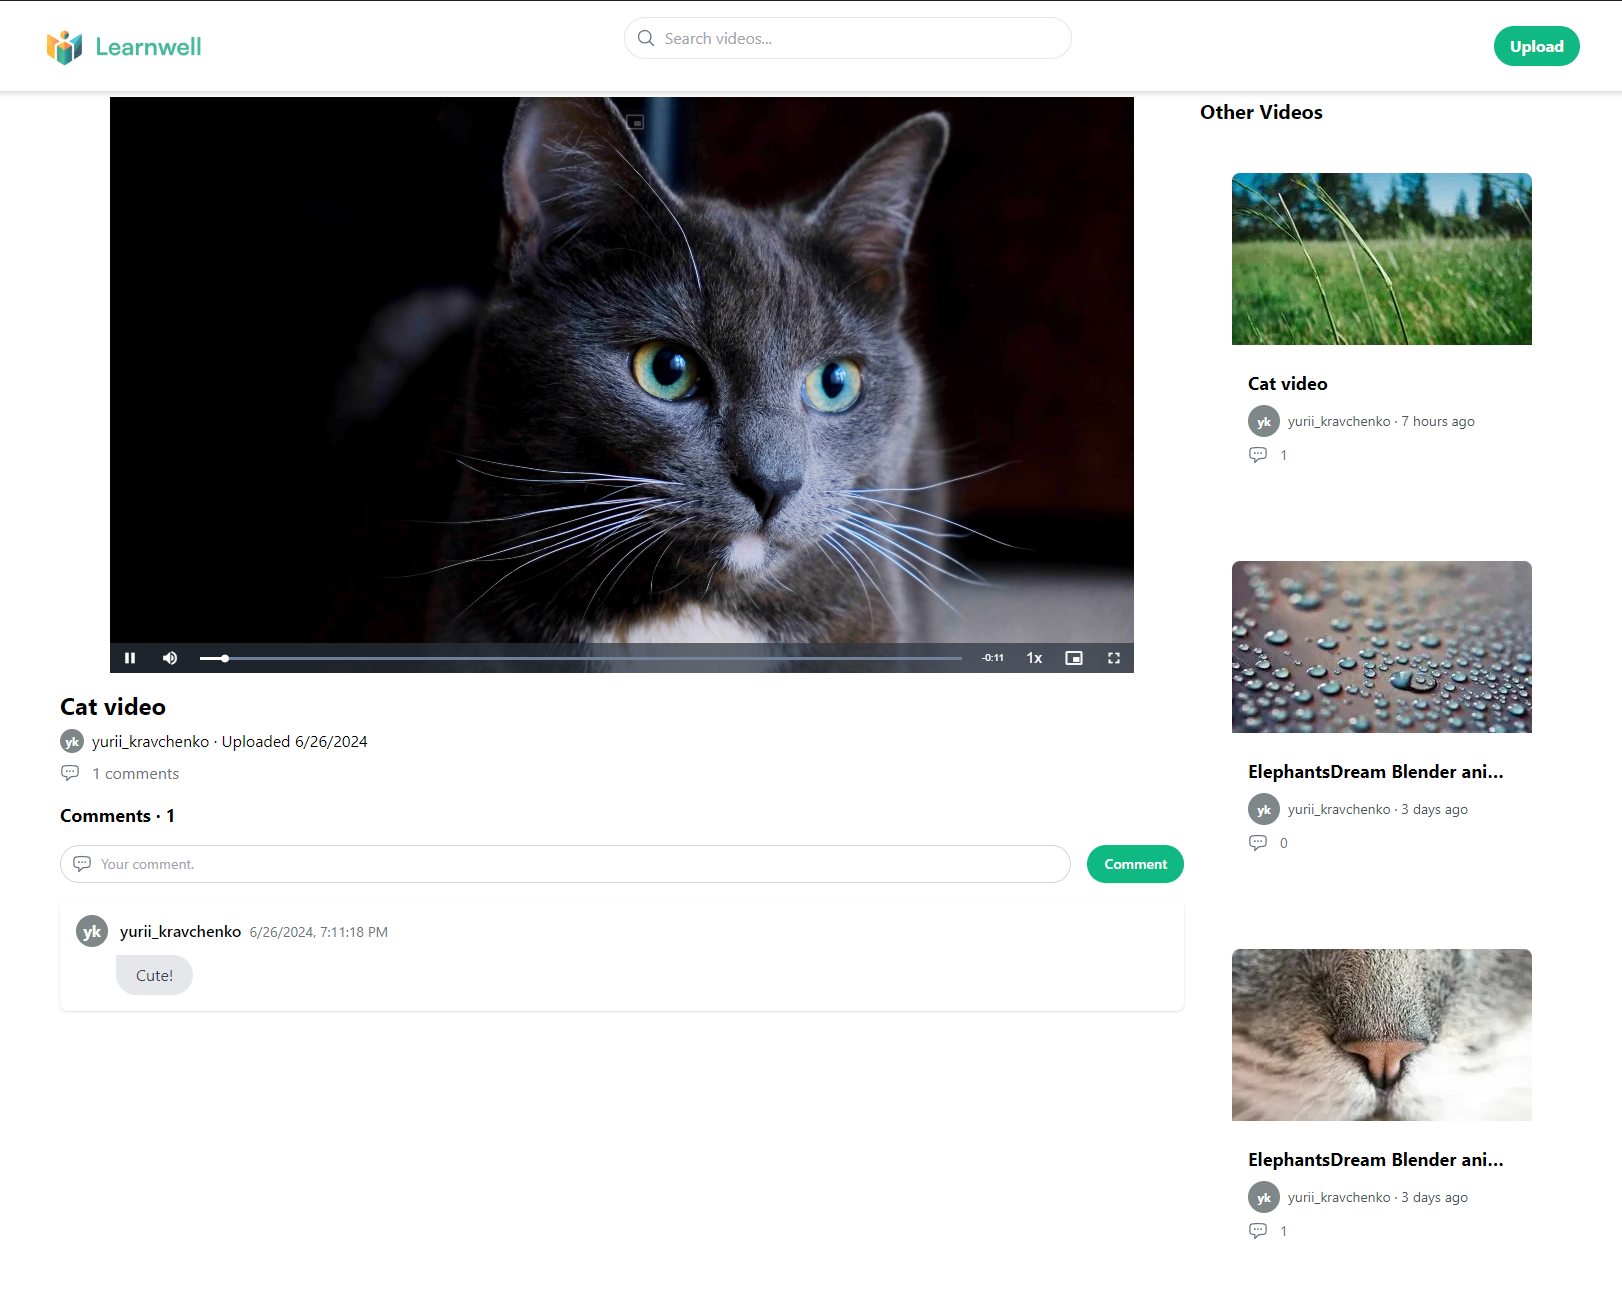 Learnwell
Search videos...
Upload
-0:11
1x
Cat video
yk yurii_kravchenko · Uploaded 6/26/2024
1 comments
Comments · 1
Your comment.
Comment
yk yurii_kravchenko 6/26/2024, 7:11:18 PM
Cute!
Other Videos
Cat video
yk yurii_kravchenko · 7 hours ago
1
ElephantsDream Blender ani...
yk yurii_kravchenko · 3 days ago
0
ElephantsDream Blender ani...
yk yurii_kravchenko · 3 days ago
1